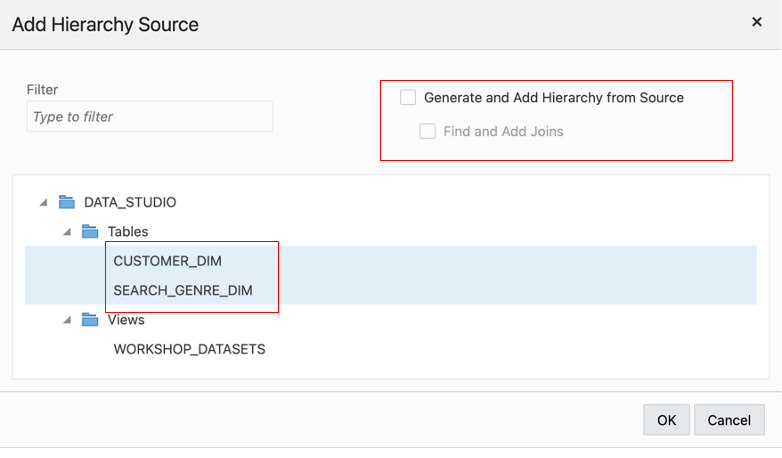 Add Hierarchy Source
Filter
Type to filter
Generate and Add Hierarchy from Source
Find and Add Joins
DATA_STUDIO
Tables
CUSTOMER_DIM
SEARCH_GENRE_DIM
Views
WORKSHOP_DATASETS
OK Cancel